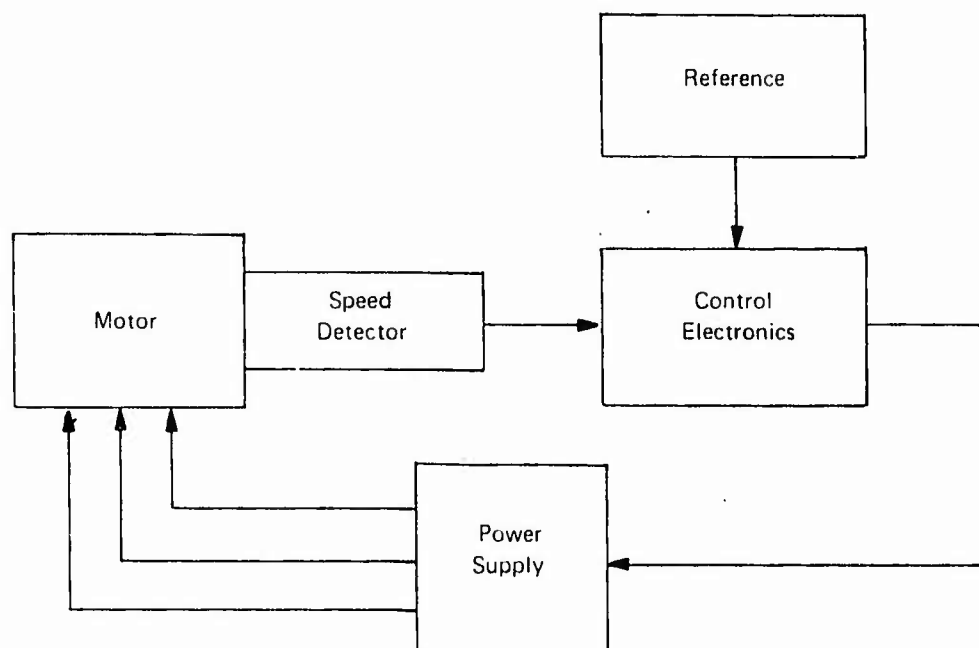 Reference
Motor
Speed
Detector
Control
Electronics
Power
Supply